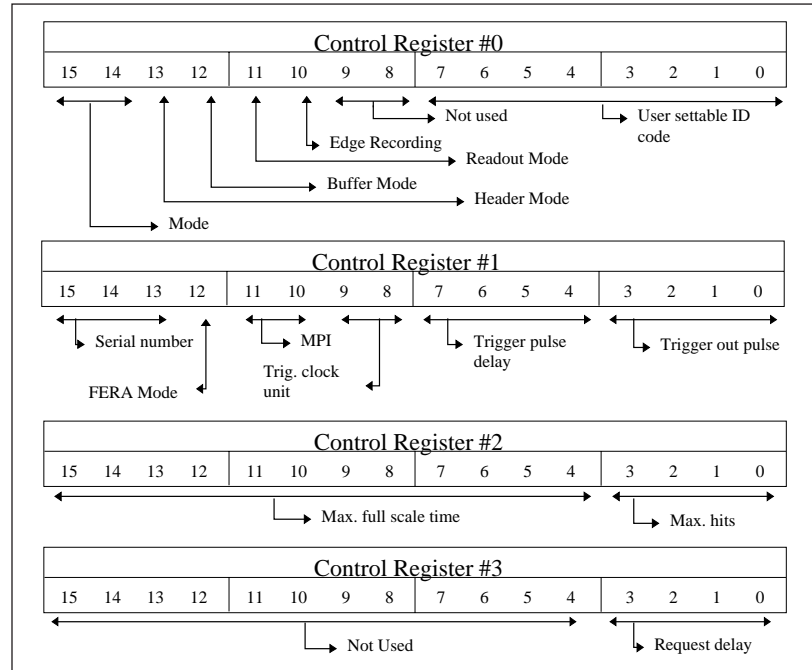 Control Register #0
15 14 13 12 11 10 9 8 7 6 5 4 3 2 1 0
Not used
User settable ID
code
Edge Recording
Readout Mode
Buffer Mode
Header Mode
Mode
Control Register #1
15 14 13 12 11 10 9 8 7 6 5 4 3 2 1 0
Serial number
MPI
Trigger pulse
delay
Trigger out pulse
FERA Mode
Trig. clock
unit
Control Register #2
15 14 13 12 11 10 9 8 7 6 5 4 3 2 1 0
Max. full scale time
Max. hits
Control Register #3
15 14 13 12 11 10 9 8 7 6 5 4 3 2 1 0
Not Used
Request delay